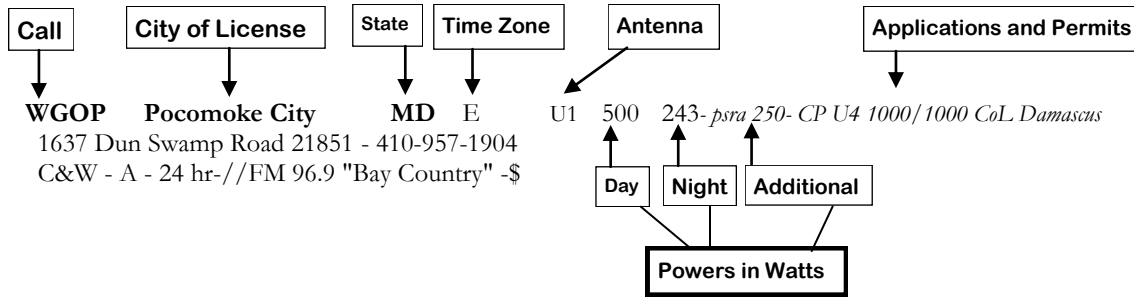 Call City of License State Time Zone Antenna Applications and Permits
WGOP Pocomoke City MD E U1 500 243- psra 250- CP U4 1000/1000 CoL Damascus
1637 Dun Swamp Road 21851 - 410-957-1904
C&W - A - 24 hr-//FM 96.9 "Bay Country" -$
Day Night Additional
Powers in Watts